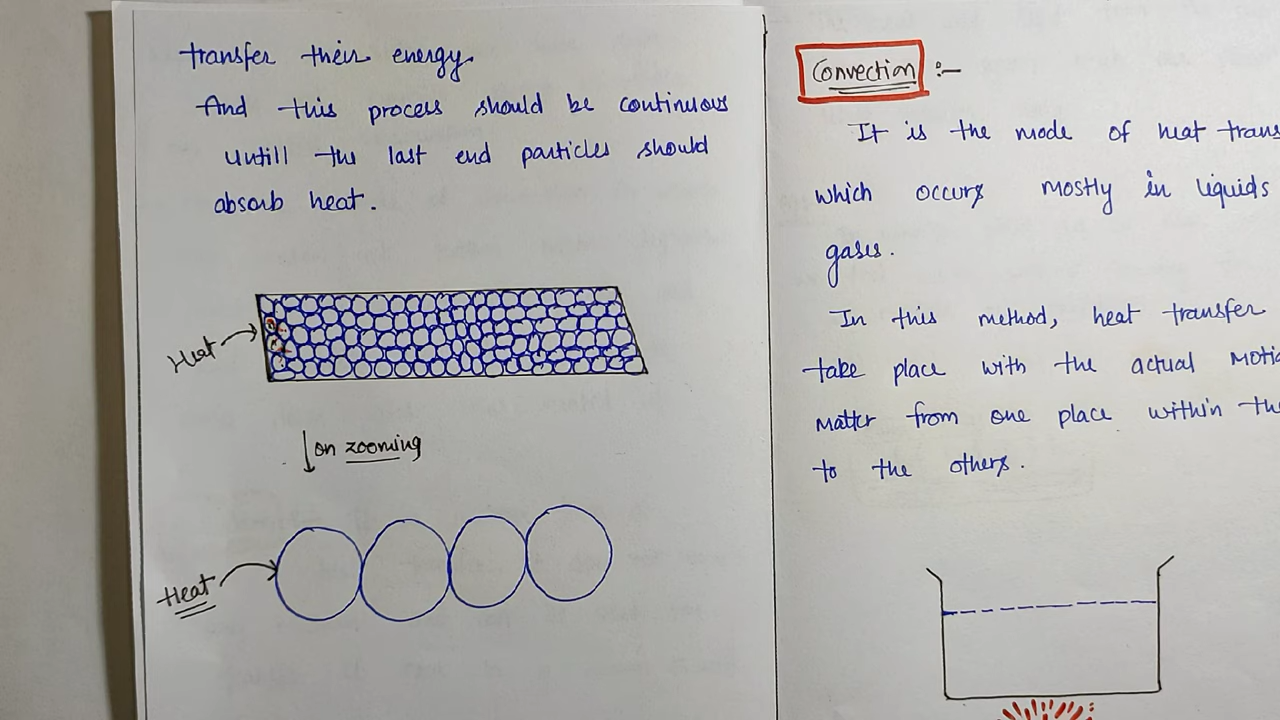 transfer their energy.
And this process should be continuous
untill the last end particles should
absorb heat.
Heat
on zooming
Heat
Convection :-
It is the mode of heat trans
which occurs mostly in liquids
gases.
In this method, heat transfer
take place with the actual motio
matter from one place within the
to the others.